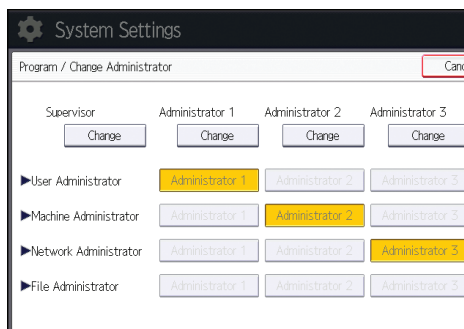 System Settings
Program / Change Administrator
Canc
Supervisor Administrator 1 Administrator 2 Administrator 3
Change Change Change Change
▶User Administrator Administrator 1 Administrator 2 Administrator 3
▶Machine Administrator Administrator 1 Administrator 2 Administrator 3
▶Network Administrator Administrator 1 Administrator 2 Administrator 3
▶File Administrator Administrator 1 Administrator 2 Administrator 3